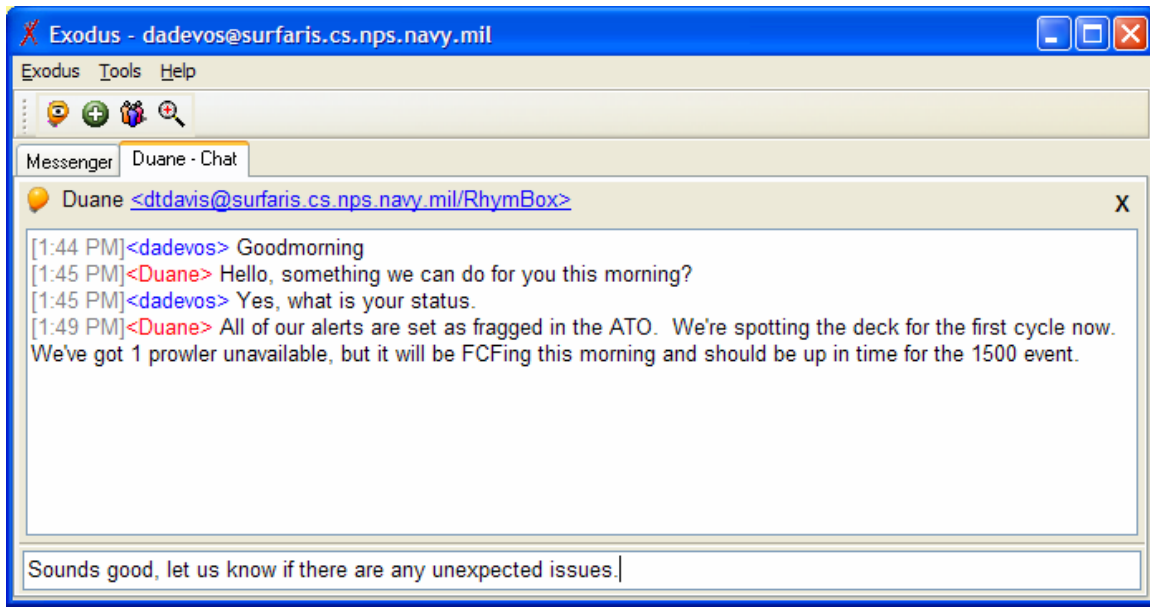 Exodus - dadevos@surfaris.cs.nps.navy.mil
Exodus Tools Help
Messenger Duane - Chat
Duane <dtdavis@surfaris.cs.nps.navy.mil/RhymBox> X
[1:44 PM]<dadevos> Goodmorning
[1:45 PM]<Duane> Hello, something we can do for you this morning?
[1:45 PM]<dadevos> Yes, what is your status.
[1:49 PM]<Duane> All of our alerts are set as fragged in the ATO.  We're spotting the deck for the first cycle now.
We've got 1 prowler unavailable, but it will be FCFing this morning and should be up in time for the 1500 event.
Sounds good, let us know if there are any unexpected issues.